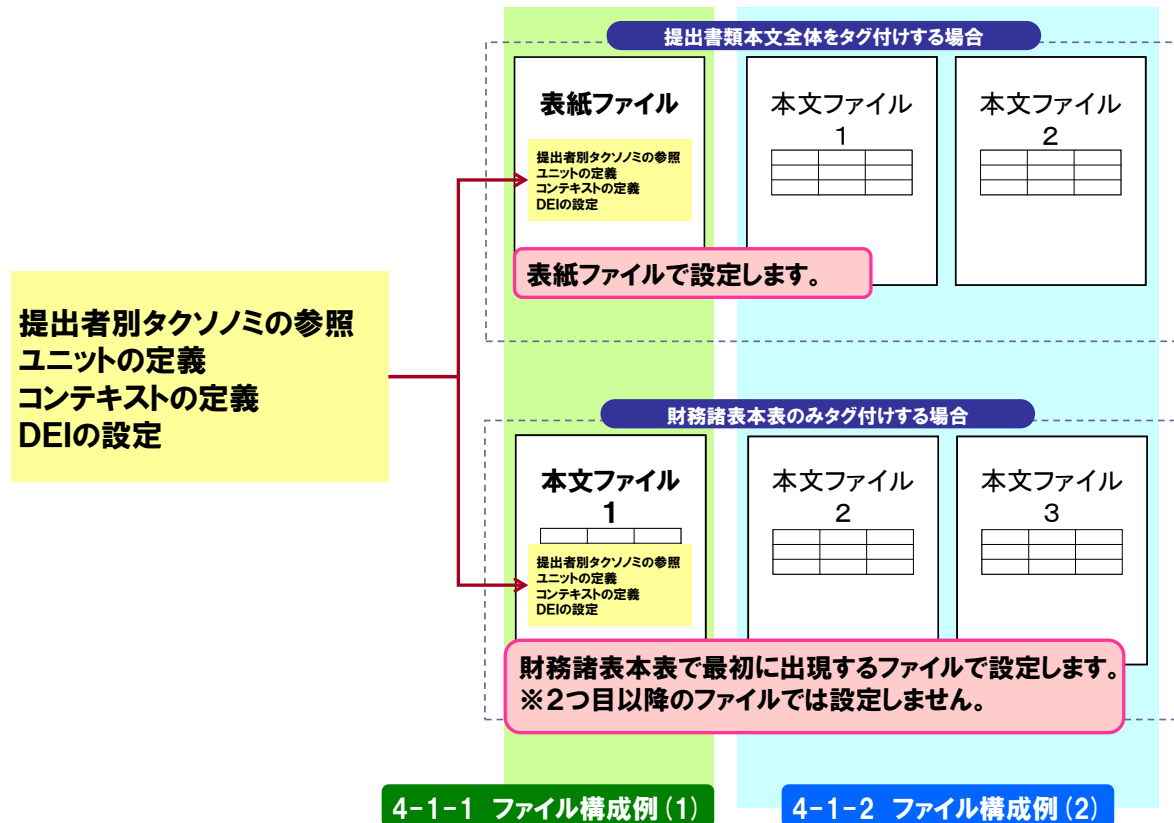 提出書類本文全体をタグ付けする場合
表紙ファイル
提出者別タクソノミの参照
ユニットの定義
コンテキストの定義
DEIの設定
本文ファイル
1
本文ファイル
2
表紙ファイルで設定します。
提出者別タクソノミの参照
ユニットの定義
コンテキストの定義
DEIの設定
財務諸表本表のみタグ付けする場合
本文ファイル
1
提出者別タクソノミの参照
ユニットの定義
コンテキストの定義
DEIの設定
本文ファイル
2
本文ファイル
3
財務諸表本表で最初に出現するファイルで設定します。
※2つ目以降のファイルでは設定しません。
4-1-1 ファイル構成例(1)
4-1-2 ファイル構成例(2)